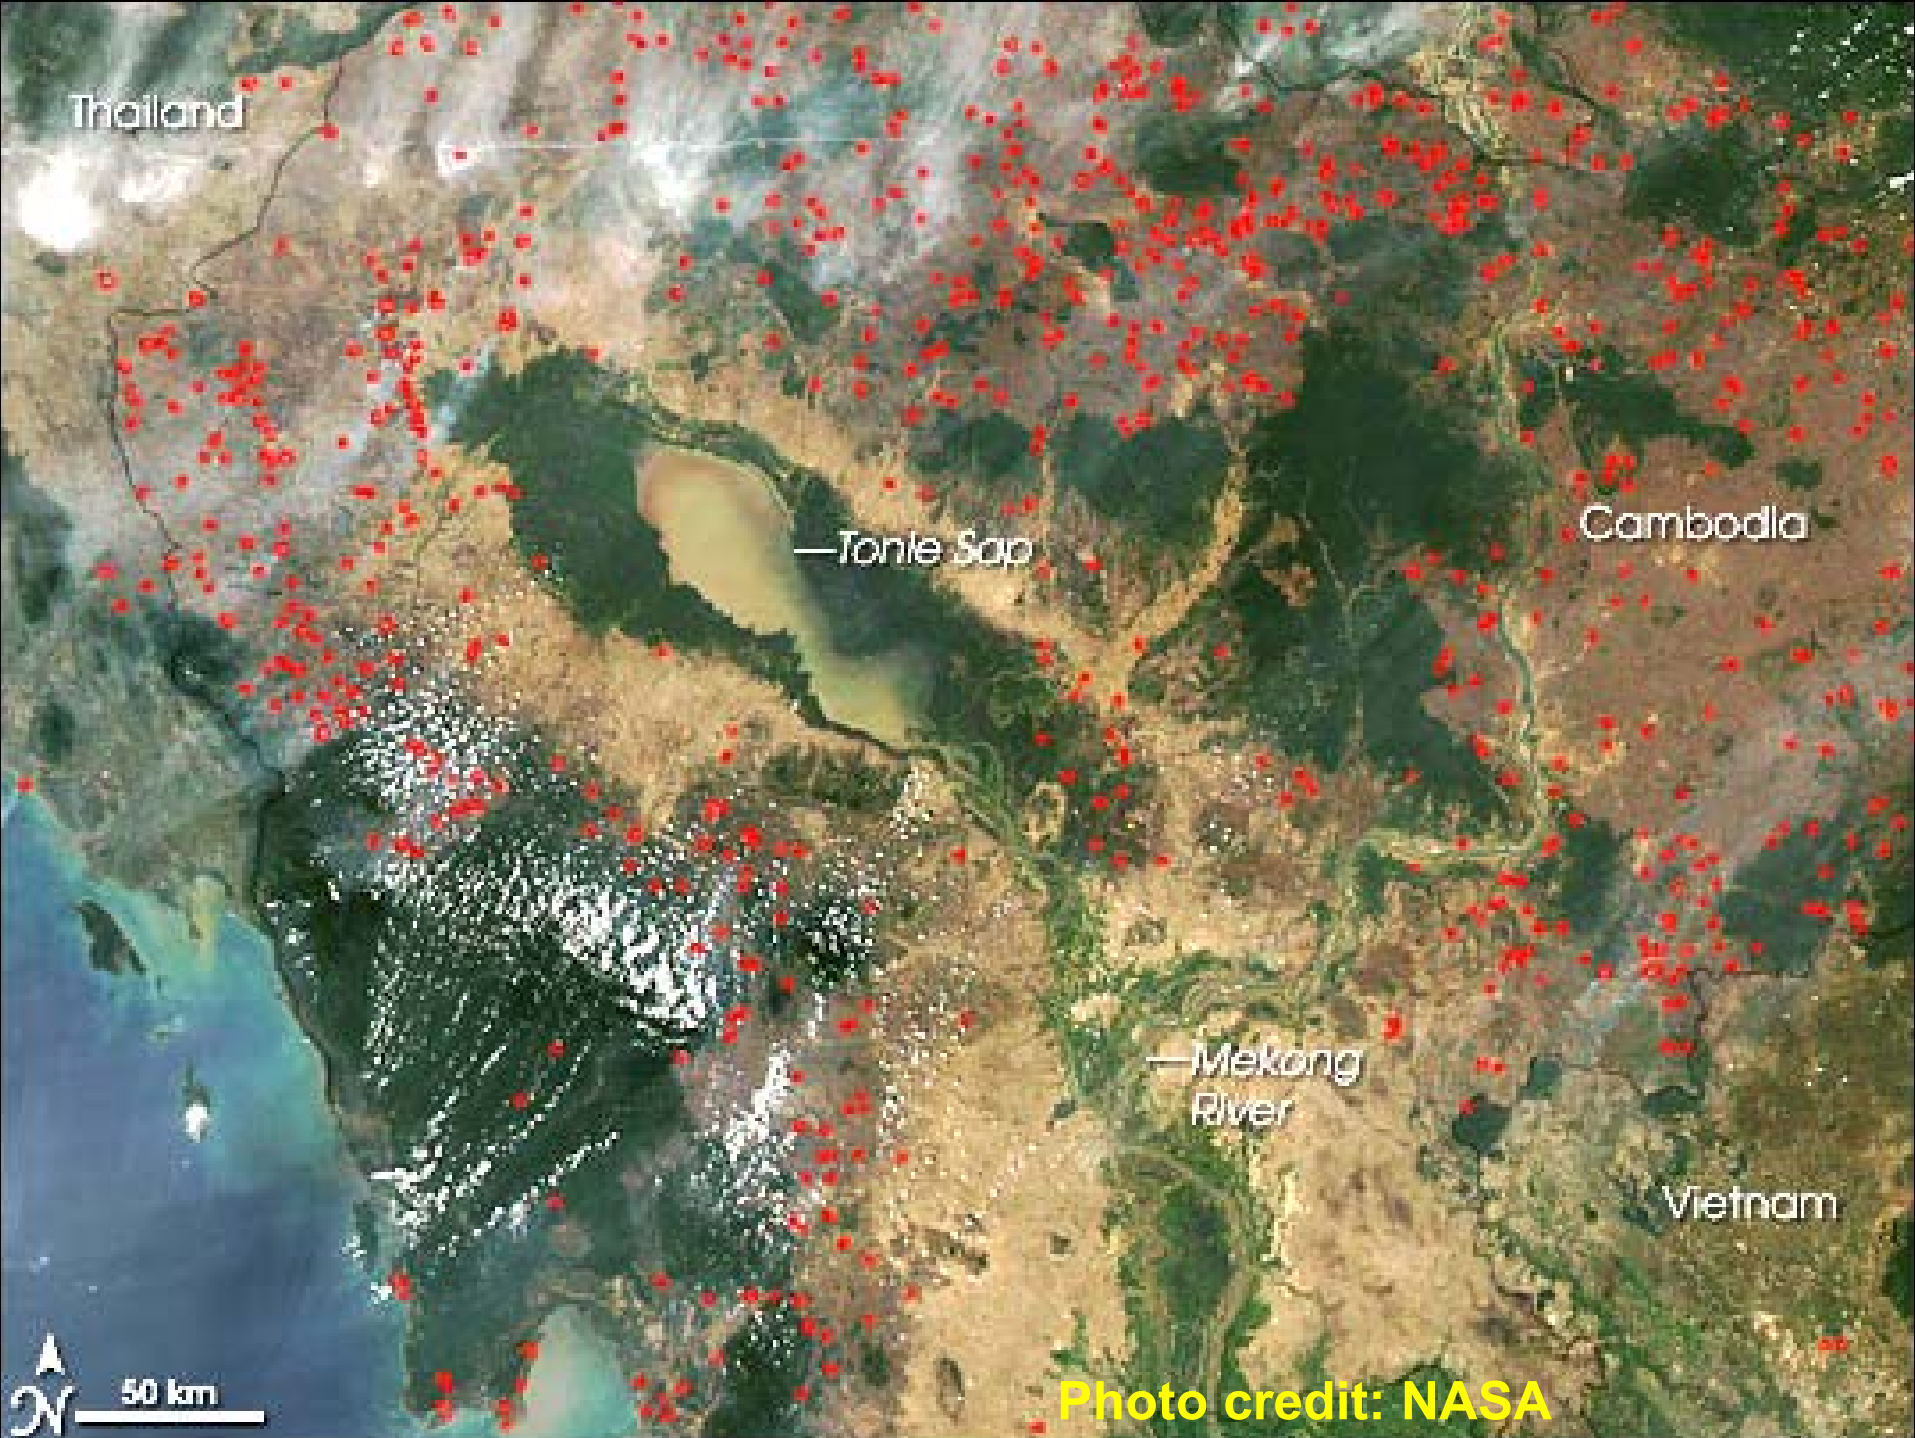 Thailand
Tonle Sap
Cambodia
Mekong
River
Vietnam
N
50 km
Photo credit: NASA